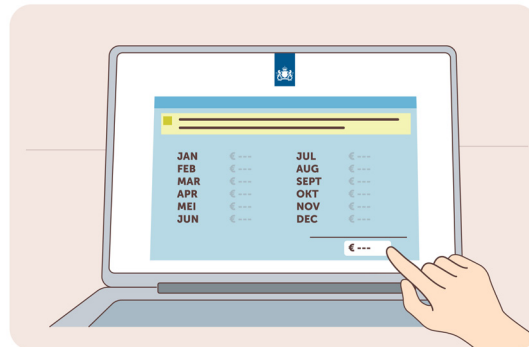 JAN € ---
FEB € ---
MAR € ---
APR € ---
MEI € ---
JUN € ---
JUL € ---
AUG € ---
SEPT € ---
OKT € ---
NOV € ---
DEC € ---
€ ---